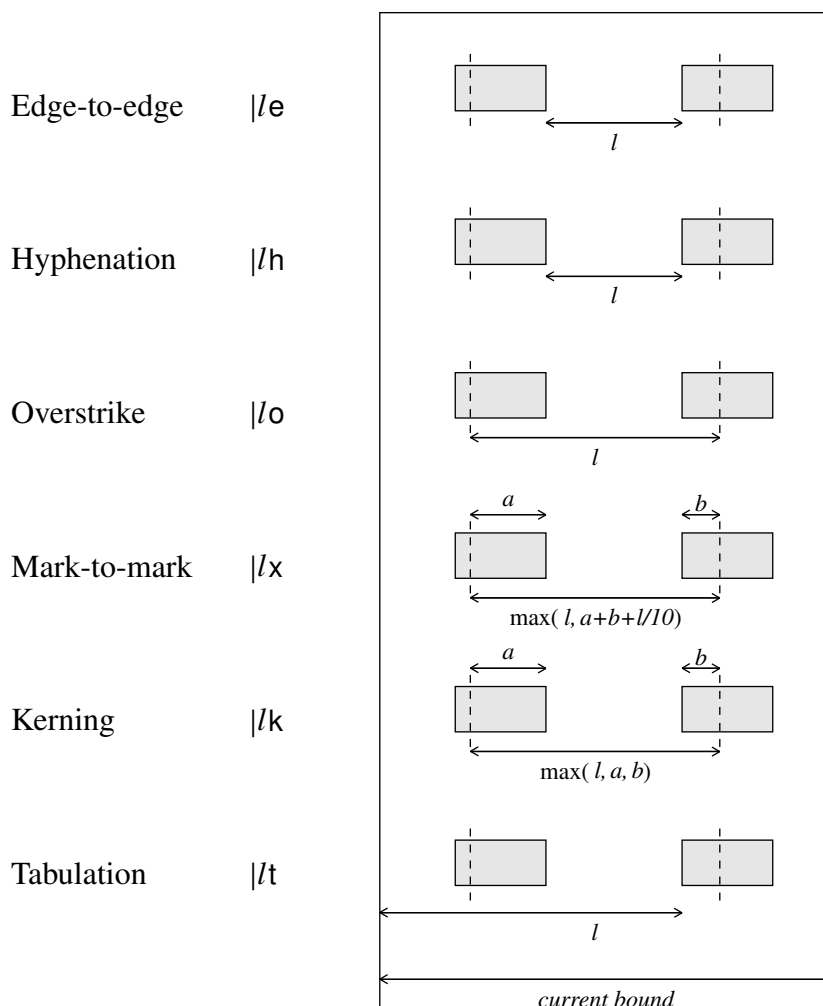 Edge-to-edge |le
l
Hyphenation |lh
l
Overstrike |lo
l
a b
Mark-to-mark |lx
max( l, a+b+l/10)
a b
Kerning |lk
max( l, a, b)
Tabulation |lt
l
current bound